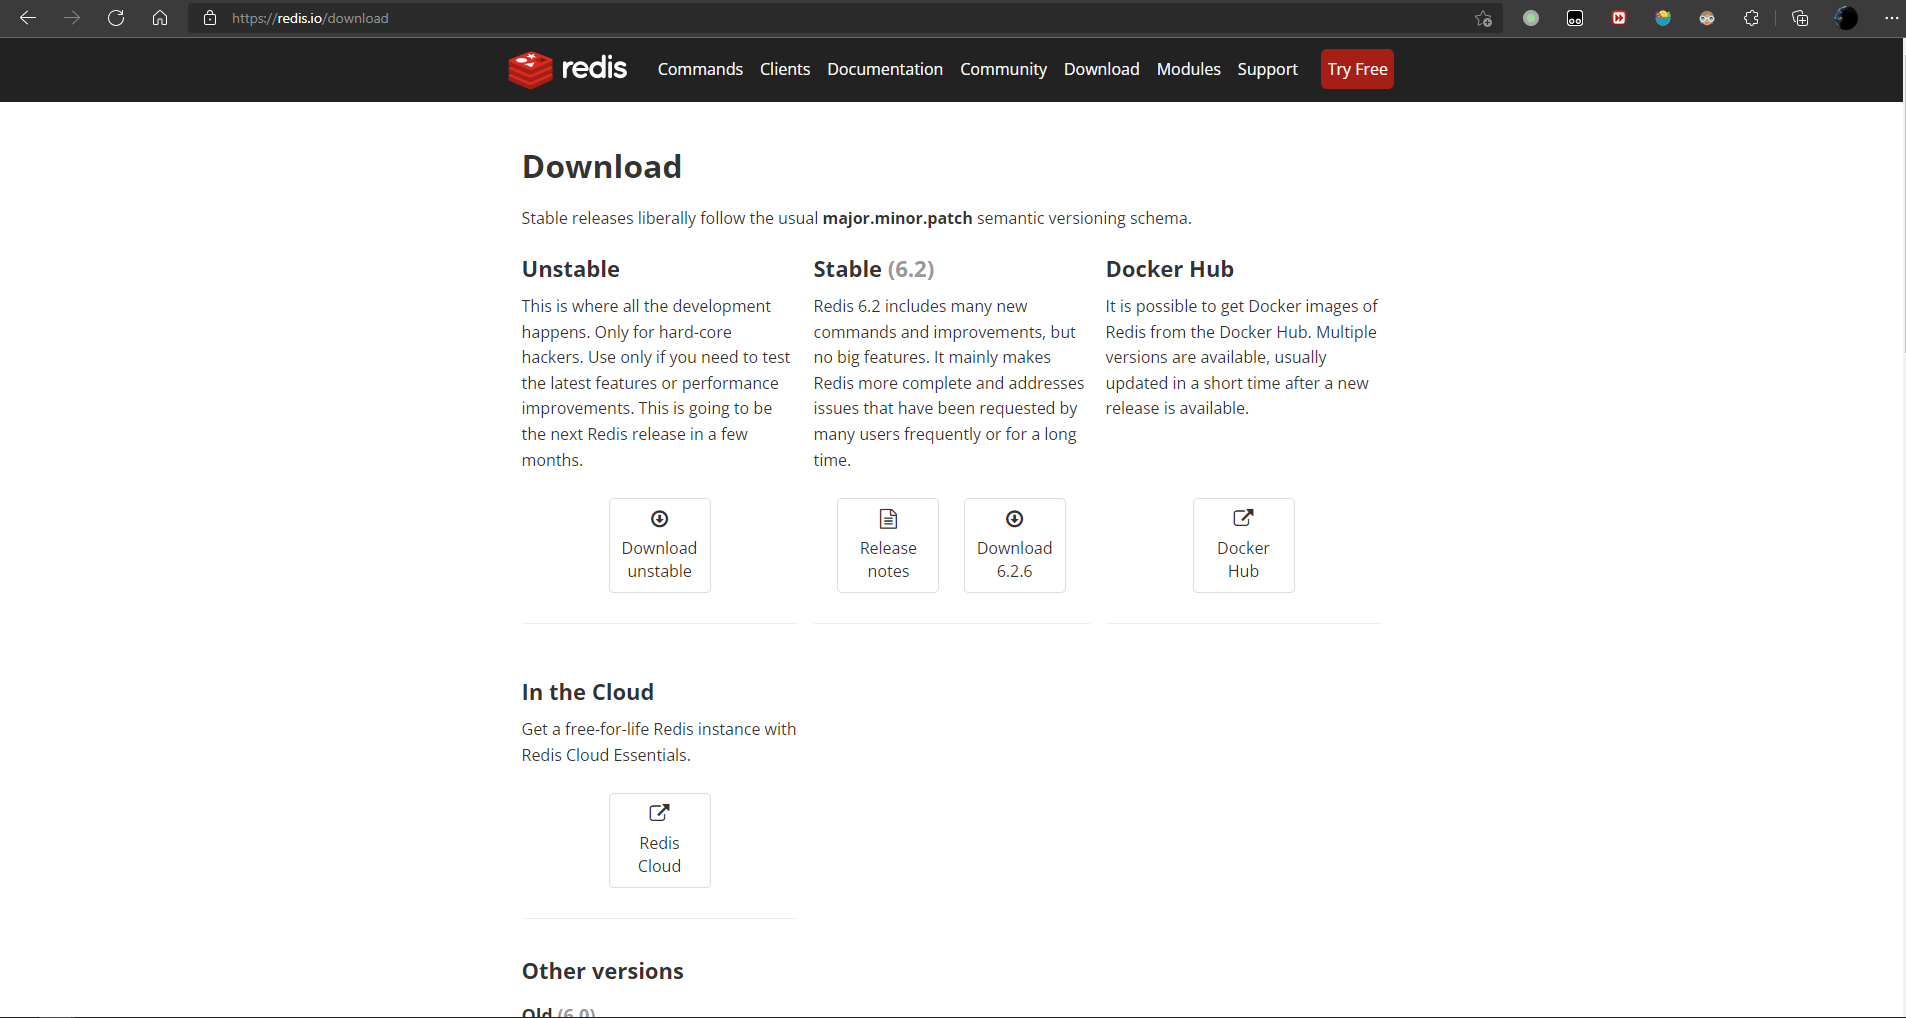 https://redis.io/download
redis
Commands Clients Documentation Community Download Modules Support Try Free
Download
Stable releases liberally follow the usual major.minor.patch semantic versioning schema.
Unstable
This is where all the development
happens. Only for hard-core
hackers. Use only if you need to test
the latest features or performance
improvements. This is going to be
the next Redis release in a few
months.
Download
unstable
Stable (6.2)
Redis 6.2 includes many new
commands and improvements, but
no big features. It mainly makes
Redis more complete and addresses
issues that have been requested by
many users frequently or for a long
time.
Release
notes
Download
6.2.6
Docker Hub
It is possible to get Docker images of
Redis from the Docker Hub. Multiple
versions are available, usually
updated in a short time after a new
release is available.
Docker
Hub
In the Cloud
Get a free-for-life Redis instance with
Redis Cloud Essentials.
Redis
Cloud
Other versions
Old (6.0)